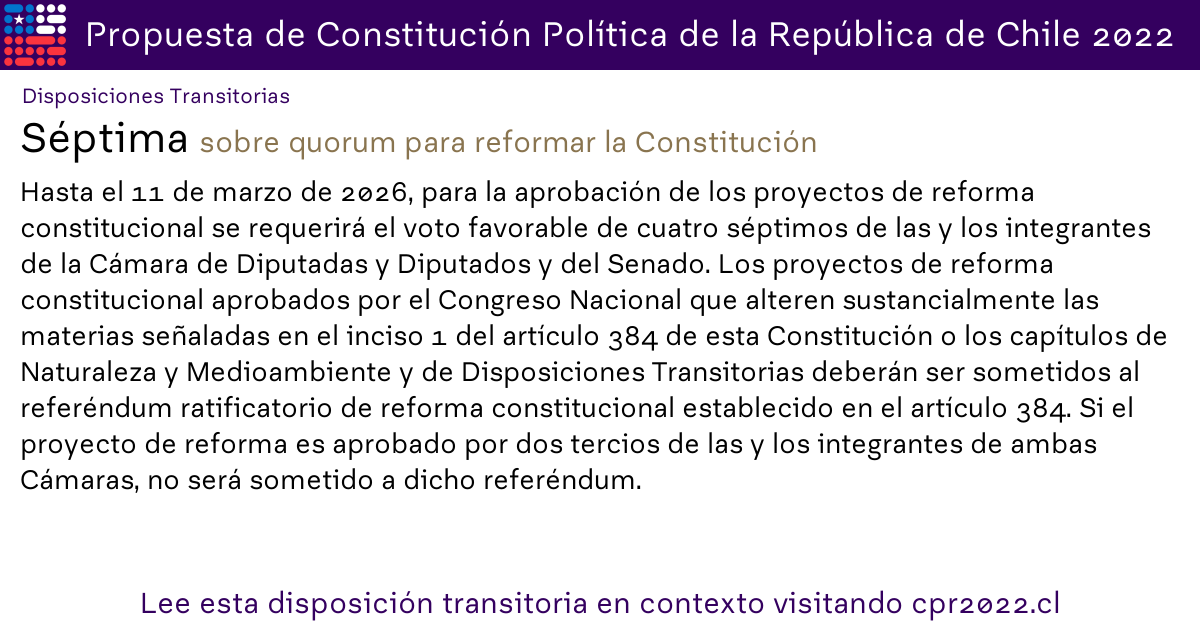 Propuesta de Constitución Política de la República de Chile 2022
Disposiciones Transitorias
Séptima sobre quorum para reformar la Constitución
Hasta el 11 de marzo de 2026, para la aprobación de los proyectos de reforma
constitucional se requerirá el voto favorable de cuatro séptimos de las y los integrantes
de la Cámara de Diputadas y Diputados y del Senado. Los proyectos de reforma
constitucional aprobados por el Congreso Nacional que alteren sustancialmente las
materias señaladas en el inciso 1 del artículo 384 de esta Constitución o los capítulos de
Naturaleza y Medioambiente y de Disposiciones Transitorias deberán ser sometidos al
referéndum ratificatorio de reforma constitucional establecido en el artículo 384. Si el
proyecto de reforma es aprobado por dos tercios de las y los integrantes de ambas
Cámaras, no será sometido a dicho referéndum.
Lee esta disposición transitoria en contexto visitando cpr2022.cl